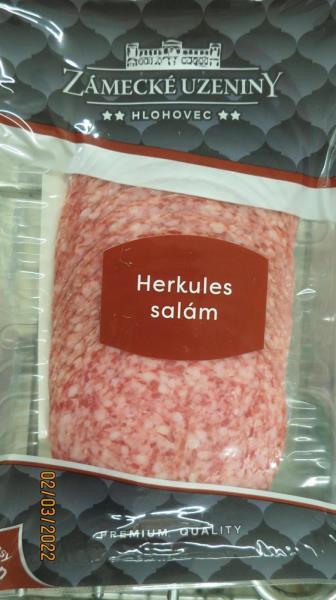 ZÁMECKÉ UZENINY
★★ HLOHOVEC ★★
Herkules
salám
PREMIUM QUALITY
02/03/2022